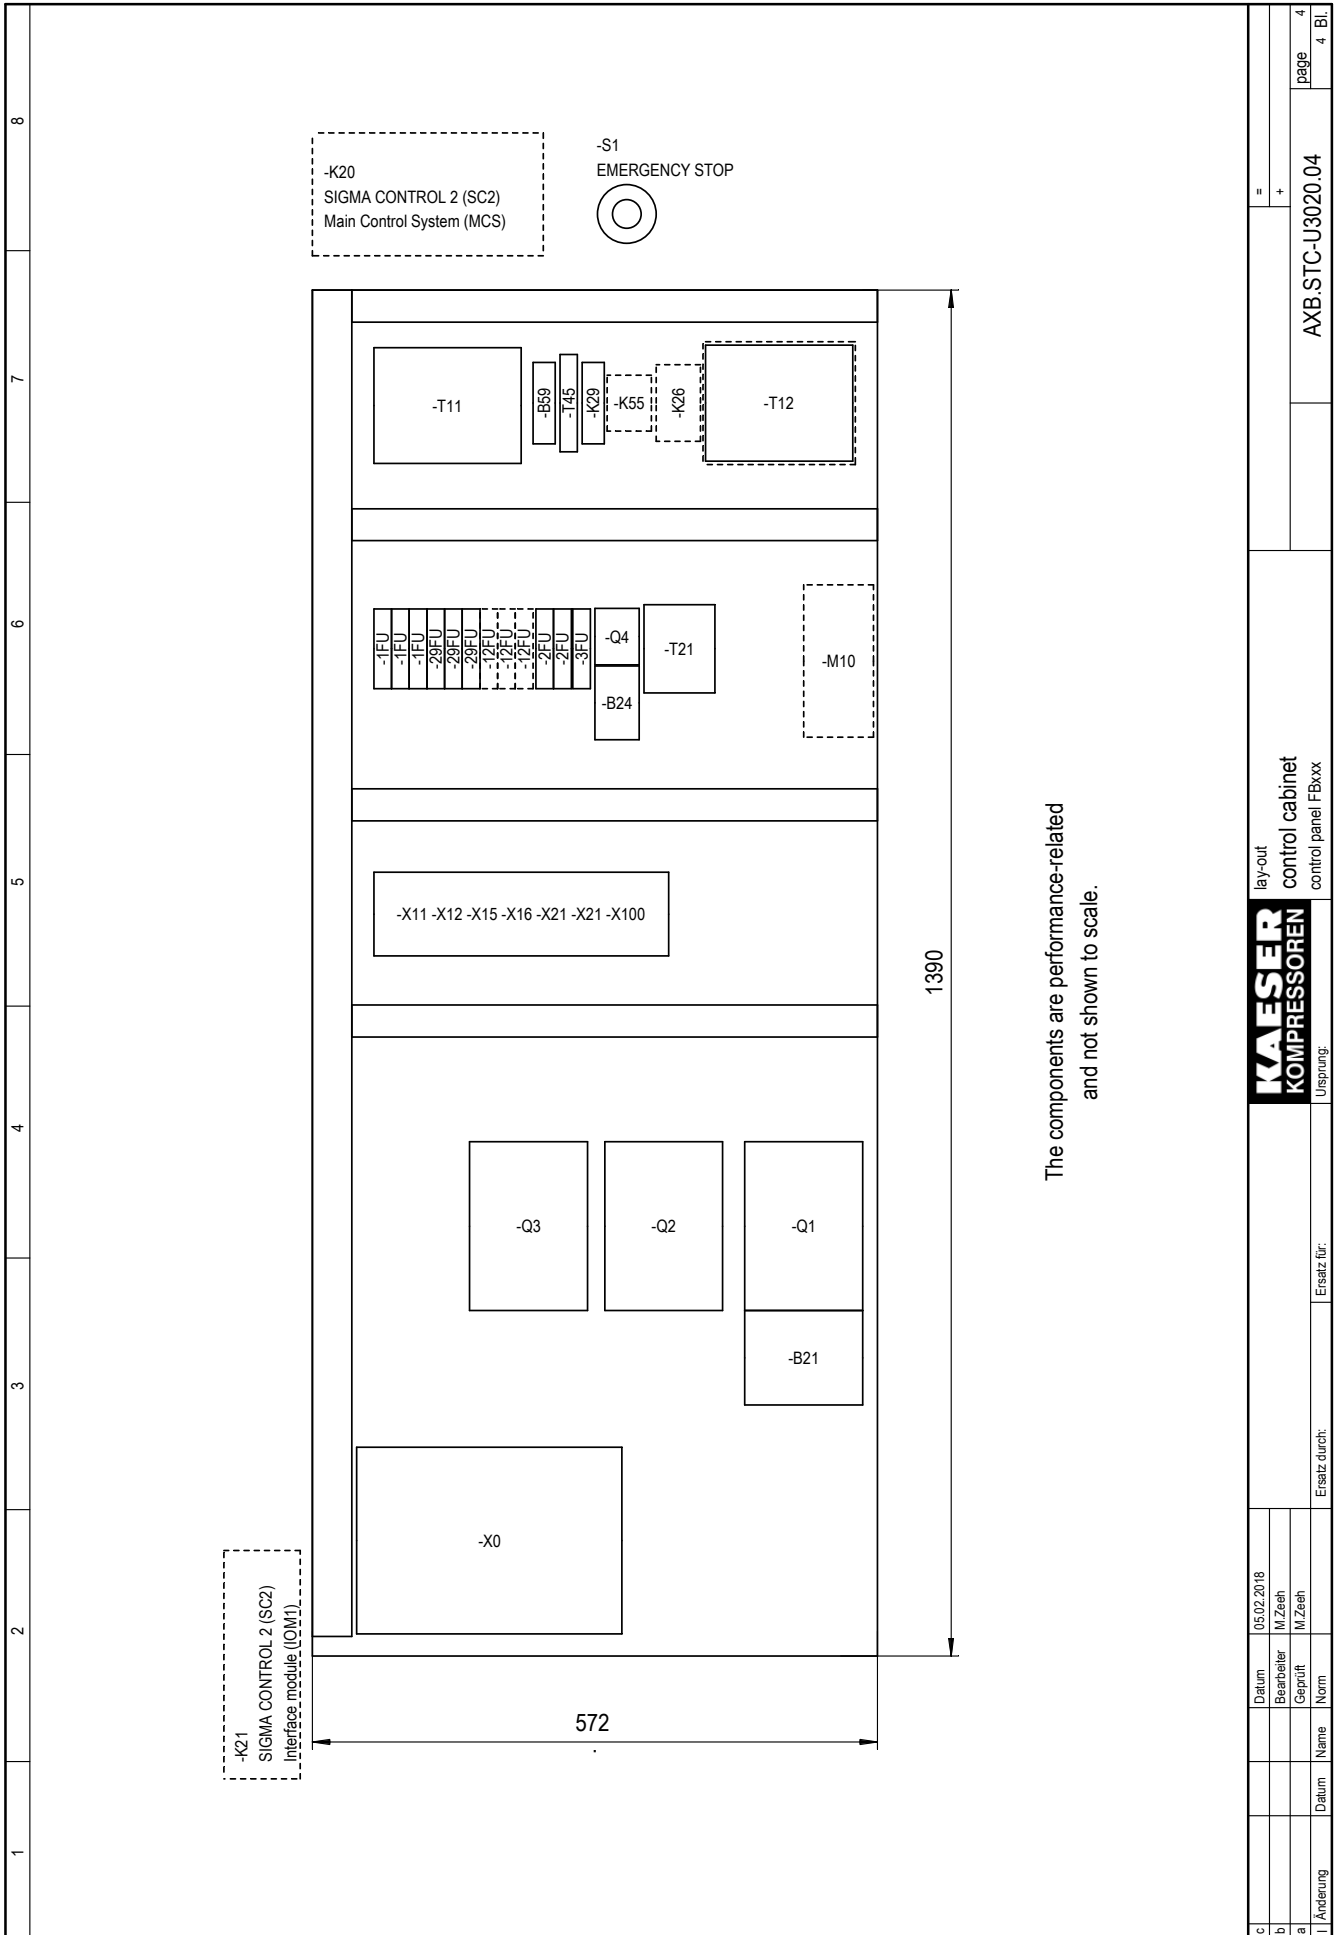 8
7
6
5
4
3
2
1
-K20
SIGMA CONTROL 2 (SC2)
Main Control System (MCS)
-S1
EMERGENCY STOP
-T11
-B59
-T45
-K29
-K55
-K26
-T12
-1FU
-1FU
-1FU
-29FU
-29FU
-29FU
-12FU
-12FU
-12FU
-2FU
-2FU
-3FU
-Q4
-B24
-T21
-M10
-X11 -X12 -X15 -X16 -X21 -X21 -X100
-Q3
-Q2
-Q1
-B21
-X0
-K21
SIGMA CONTROL 2 (SC2)
Interface module (IOM1)
1390
572
The components are performance-related
and not shown to scale.
c
b
a
Änderung
Datum
Name
Datum
05.02.2018
Bearbeiter
M.Zeeh
Geprüft
M.Zeeh
Norm
Ersatz durch:
Ersatz für:
Ursprung:
KAESER
KOMPRESSOREN
lay-out
control cabinet
control panel FBxxx
=
+
AXB.STC-U3020.04
page
4
4 Bl.